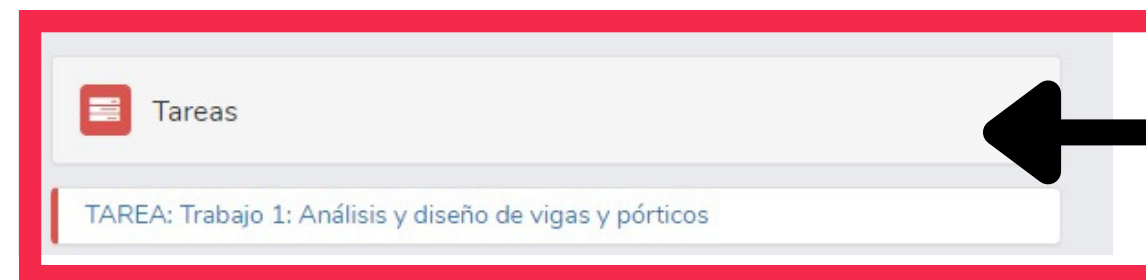 Tareas
TAREA: Trabajo 1: Análisis y diseño de vigas y pórticos